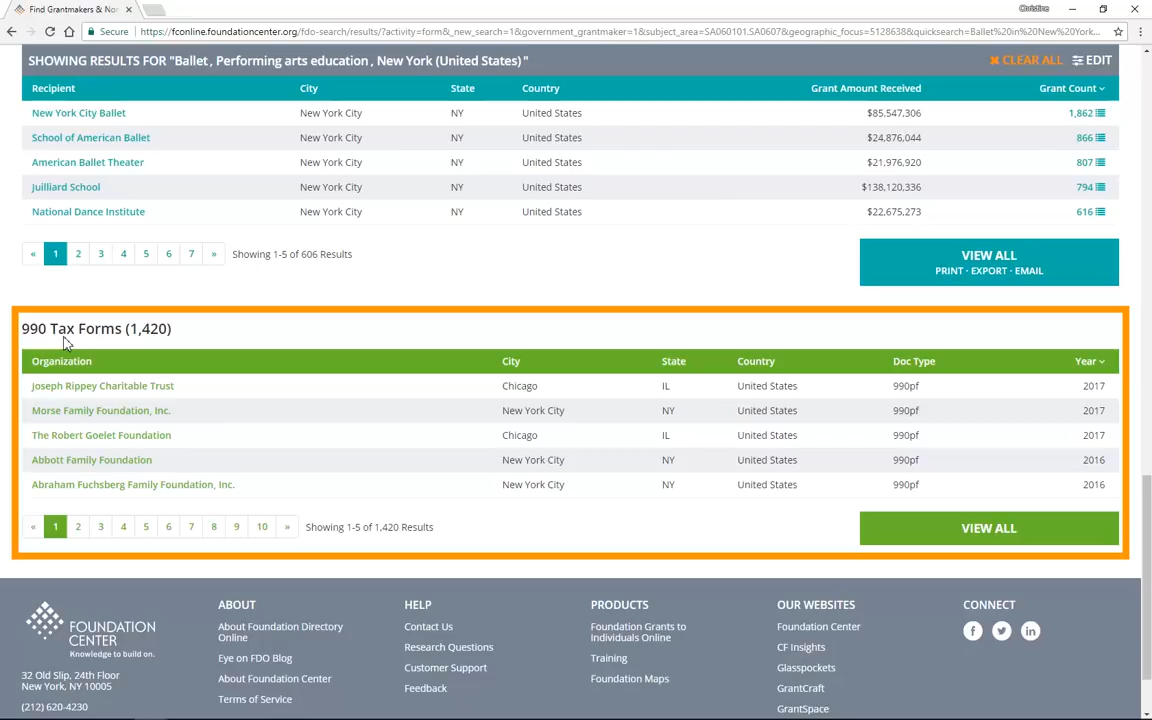 Find Grantmakers & No
Christine
Secure https://fconline.foundationcenter.org/fdo-search/results/?activity=form&_new_search=1&government_grantmaker=1&subject_area=SA060101.SA0607&geographic_focus=5128638&quicksearch=Ballet%20in%20New%20York...
SHOWING RESULTS FOR "Ballet , Performing arts education , New York (United States) "
CLEAR ALL EDIT
Recipient City State Country Grant Amount Received Grant Count
New York City Ballet New York City NY United States $85,547,306 1,862
School of American Ballet New York City NY United States $24,876,044 866
American Ballet Theater New York City NY United States $21,976,920 807
Juilliard School New York City NY United States $138,120,336 794
National Dance Institute New York City NY United States $22,675,273 616
« 1 2 3 4 5 6 7 » Showing 1-5 of 606 Results
VIEW ALL
PRINT · EXPORT · EMAIL
990 Tax Forms (1,420)
Organization City State Country Doc Type Year
Joseph Rippey Charitable Trust Chicago IL United States 990pf 2017
Morse Family Foundation, Inc. New York City NY United States 990pf 2017
The Robert Goelet Foundation Chicago IL United States 990pf 2017
Abbott Family Foundation New York City NY United States 990pf 2016
Abraham Fuchsberg Family Foundation, Inc. New York City NY United States 990pf 2016
« 1 2 3 4 5 6 7 8 9 10 » Showing 1-5 of 1,420 Results
VIEW ALL
FOUNDATION
CENTER
Knowledge to build on.
32 Old Slip, 24th Floor
New York, NY 10005
(212) 620-4230
ABOUT
About Foundation Directory
Online
Eye on FDO Blog
About Foundation Center
Terms of Service
HELP
Contact Us
Research Questions
Customer Support
Feedback
PRODUCTS
Foundation Grants to
Individuals Online
Training
Foundation Maps
OUR WEBSITES
Foundation Center
CF Insights
Glasspockets
GrantCraft
GrantSpace
CONNECT